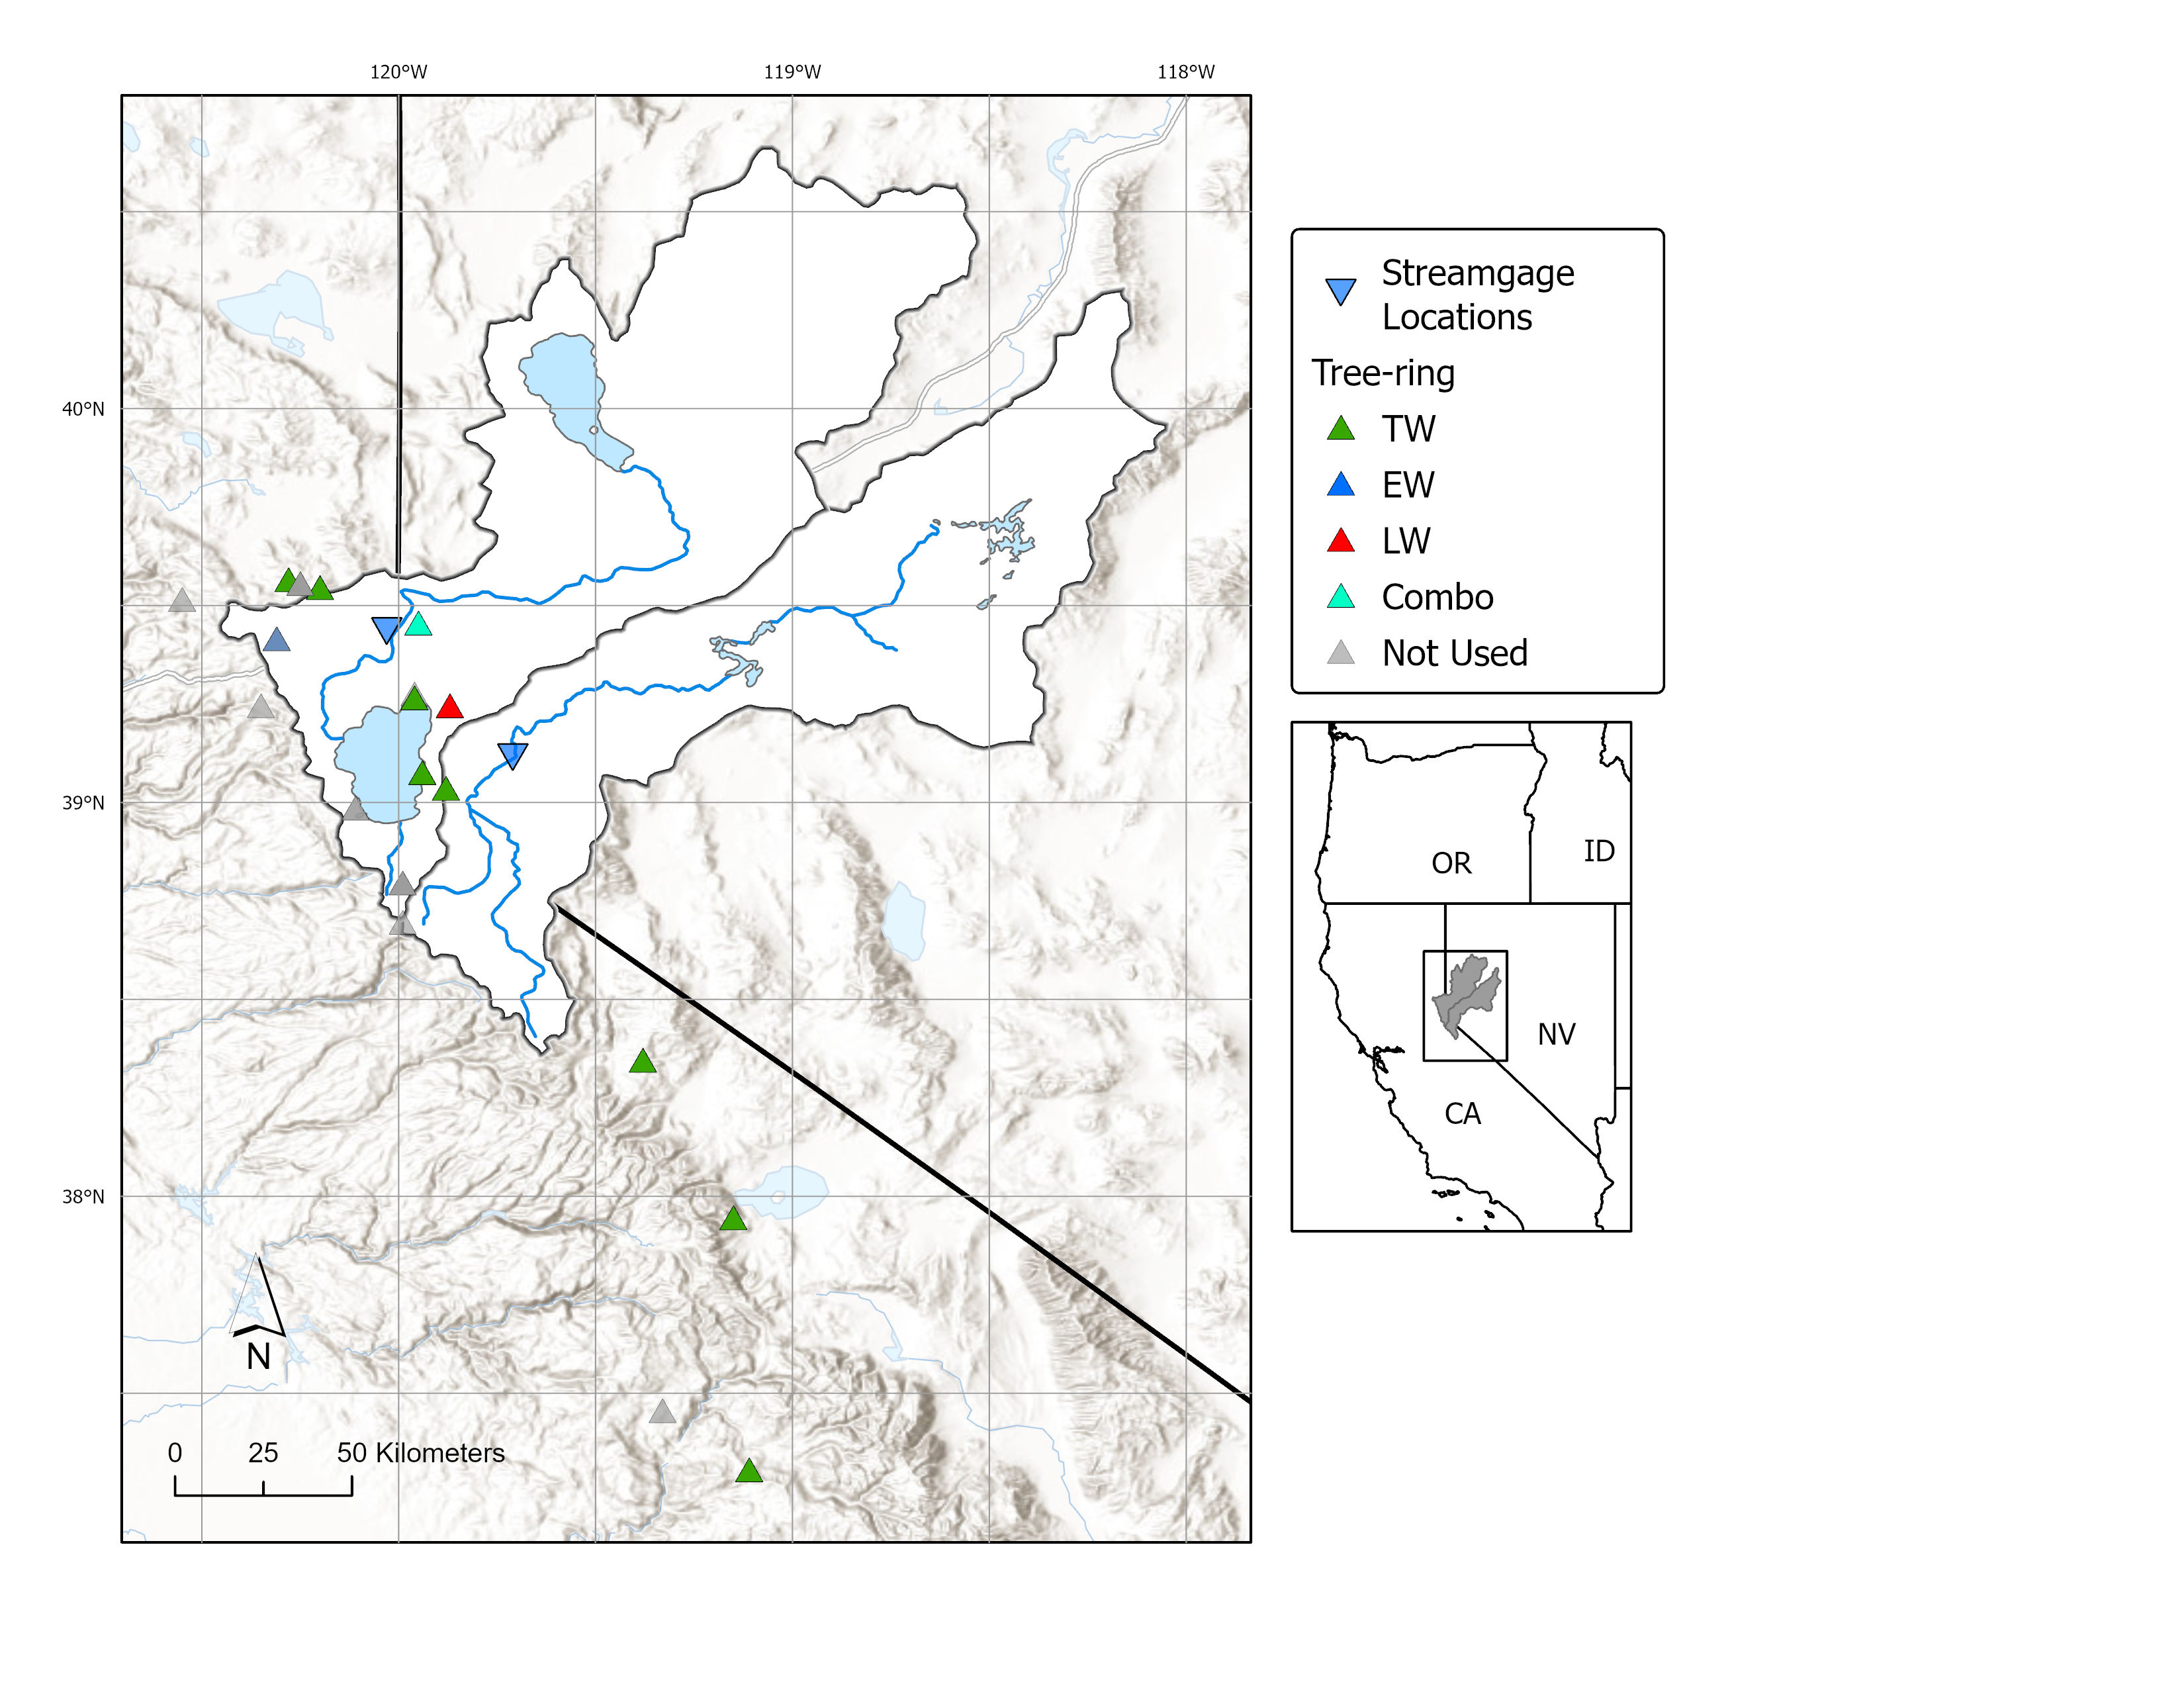 120°W
119°W
118°W
40°N
39°N
38°N
N
0
25
50 Kilometers
Streamgage
Locations
Tree-ring
TW
EW
LW
Combo
Not Used
OR
ID
NV
CA